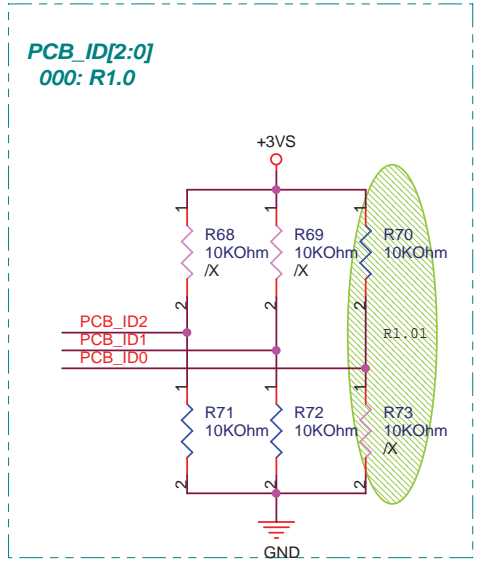 PCB_ID[2:0]
000: R1.0
+3VS
1
1
1
R68
10KOhm
/X
R69
10KOhm
/X
R70
10KOhm
2
2
2
PCB_ID2
PCB_ID1
PCB_ID0
R1.01
1
1
1
R71
10KOhm
R72
10KOhm
R73
10KOhm
/X
2
2
2
GND